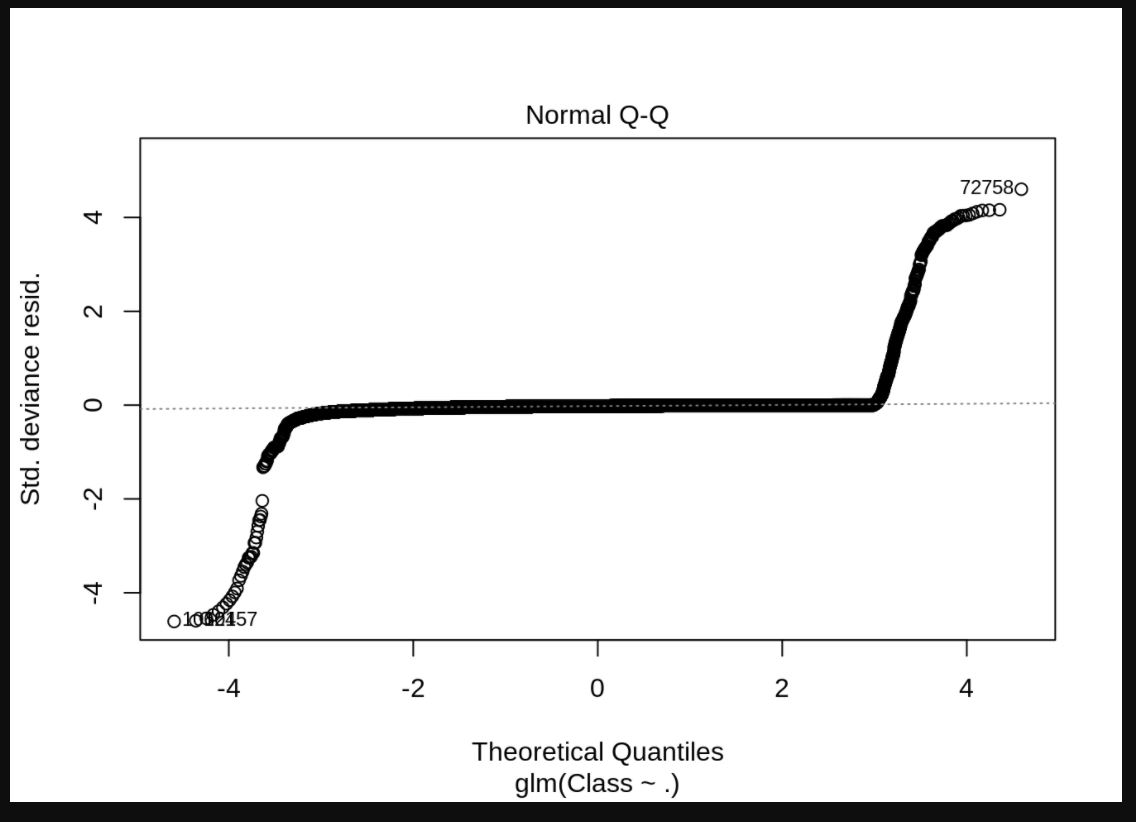 Normal Q-Q
Std. deviance resid.
4
2
0
-2
-4
72758
-4
-2
0
2
4
Theoretical Quantiles
glm(Class ~ .)